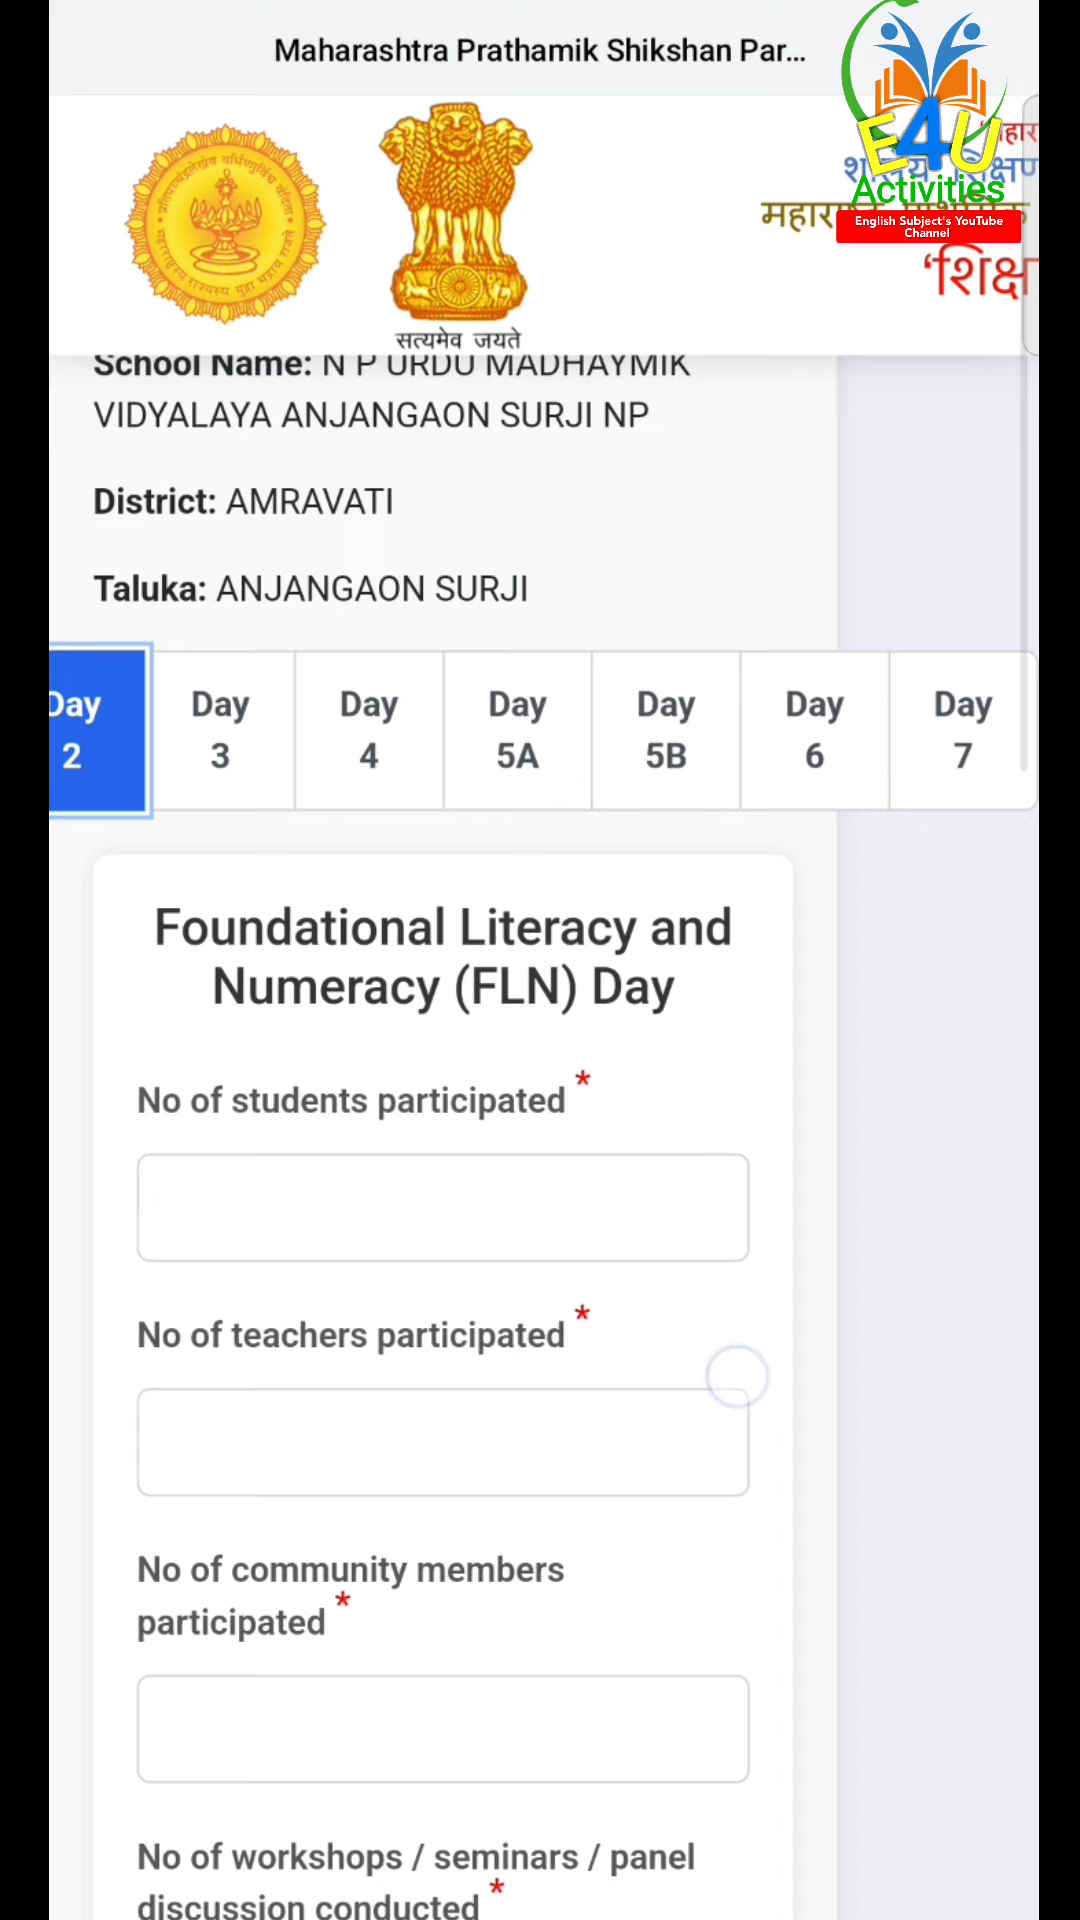 Maharashtra Prathamik Shikshan Par...
E4U
Activities
English Subject's YouTube
Channel
सत्यमेव जयते
‘शिक्ष
School Name: N P URDU MADHAYMIK
VIDYALAYA ANJANGAON SURJI NP
District: AMRAVATI
Taluka: ANJANGAON SURJI
Day 2
Day 3
Day 4
Day 5A
Day 5B
Day 6
Day 7
Foundational Literacy and
Numeracy (FLN) Day
No of students participated *
No of teachers participated *
No of community members
participated *
No of workshops / seminars / panel
discussion conducted *